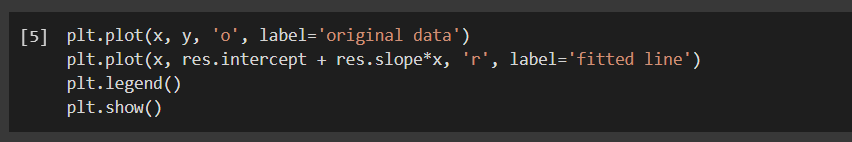 [5] plt.plot(x, y, 'o', label='original data')
plt.plot(x, res.intercept + res.slope*x, 'r', label='fitted line')
plt.legend()
plt.show()